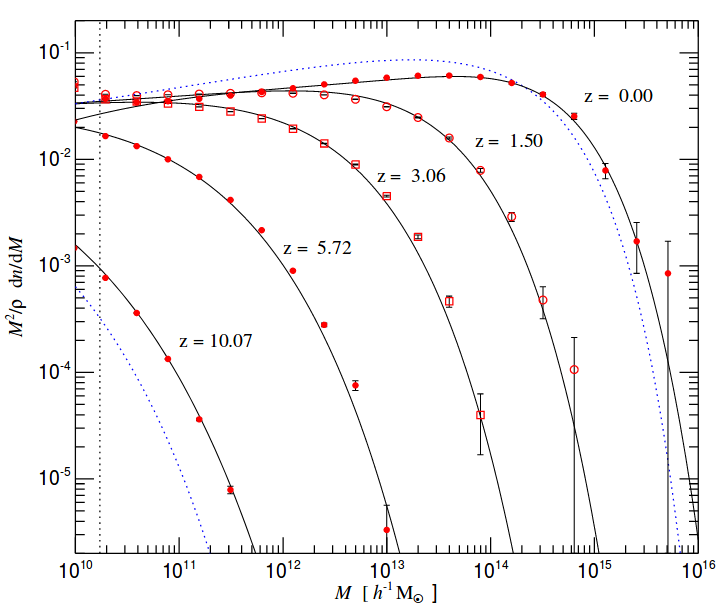 10⁻¹
10⁻²
10⁻³
10⁻⁴
10⁻⁵
M²/ρ dn/dM
z = 0.00
z = 1.50
z = 3.06
z = 5.72
z = 10.07
10¹⁰ 10¹¹ 10¹² 10¹³ 10¹⁴ 10¹⁵ 10¹⁶
M [ h⁻¹M☉ ]